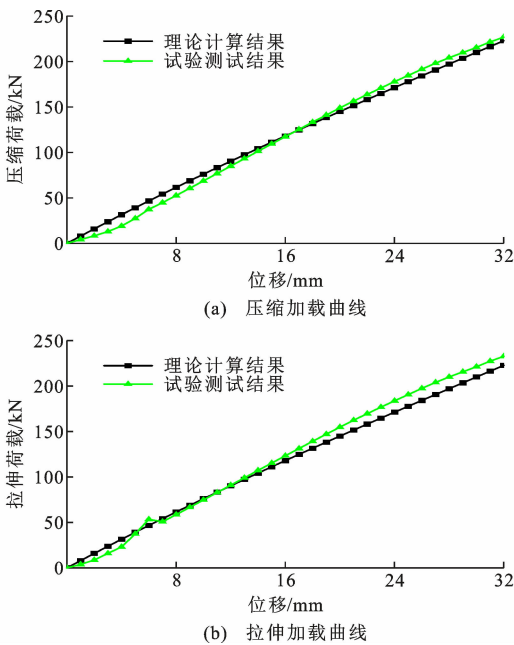 250
200
150
100
50
0
压缩荷载/kN
理论计算结果
试验测试结果
8
16
24
32
位移/mm
(a) 压缩加载曲线
250
200
150
100
50
0
拉伸荷载/kN
理论计算结果
试验测试结果
8
16
24
32
位移/mm
(b) 拉伸加载曲线